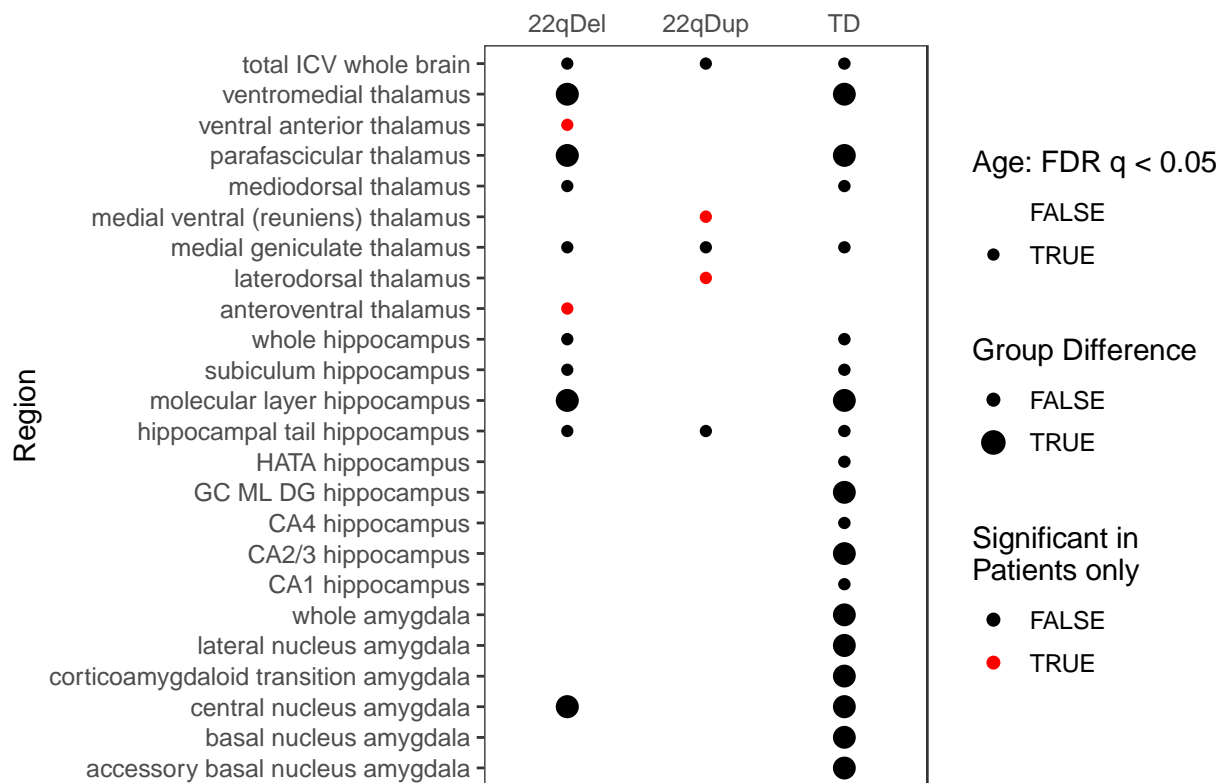 22qDel 22qDup TD
total ICV whole brain
ventromedial thalamus
ventral anterior thalamus
parafascicular thalamus
mediodorsal thalamus
medial ventral (reuniens) thalamus
medial geniculate thalamus
laterodorsal thalamus
anteroventral thalamus
whole hippocampus
subiculum hippocampus
molecular layer hippocampus
hippocampal tail hippocampus
HATA hippocampus
GC ML DG hippocampus
CA4 hippocampus
CA2/3 hippocampus
CA1 hippocampus
whole amygdala
lateral nucleus amygdala
corticoamygdaloid transition amygdala
central nucleus amygdala
basal nucleus amygdala
accessory basal nucleus amygdala
Region
Age: FDR q < 0.05
FALSE
TRUE
Group Difference
FALSE
TRUE
Significant in
Patients only
FALSE
TRUE